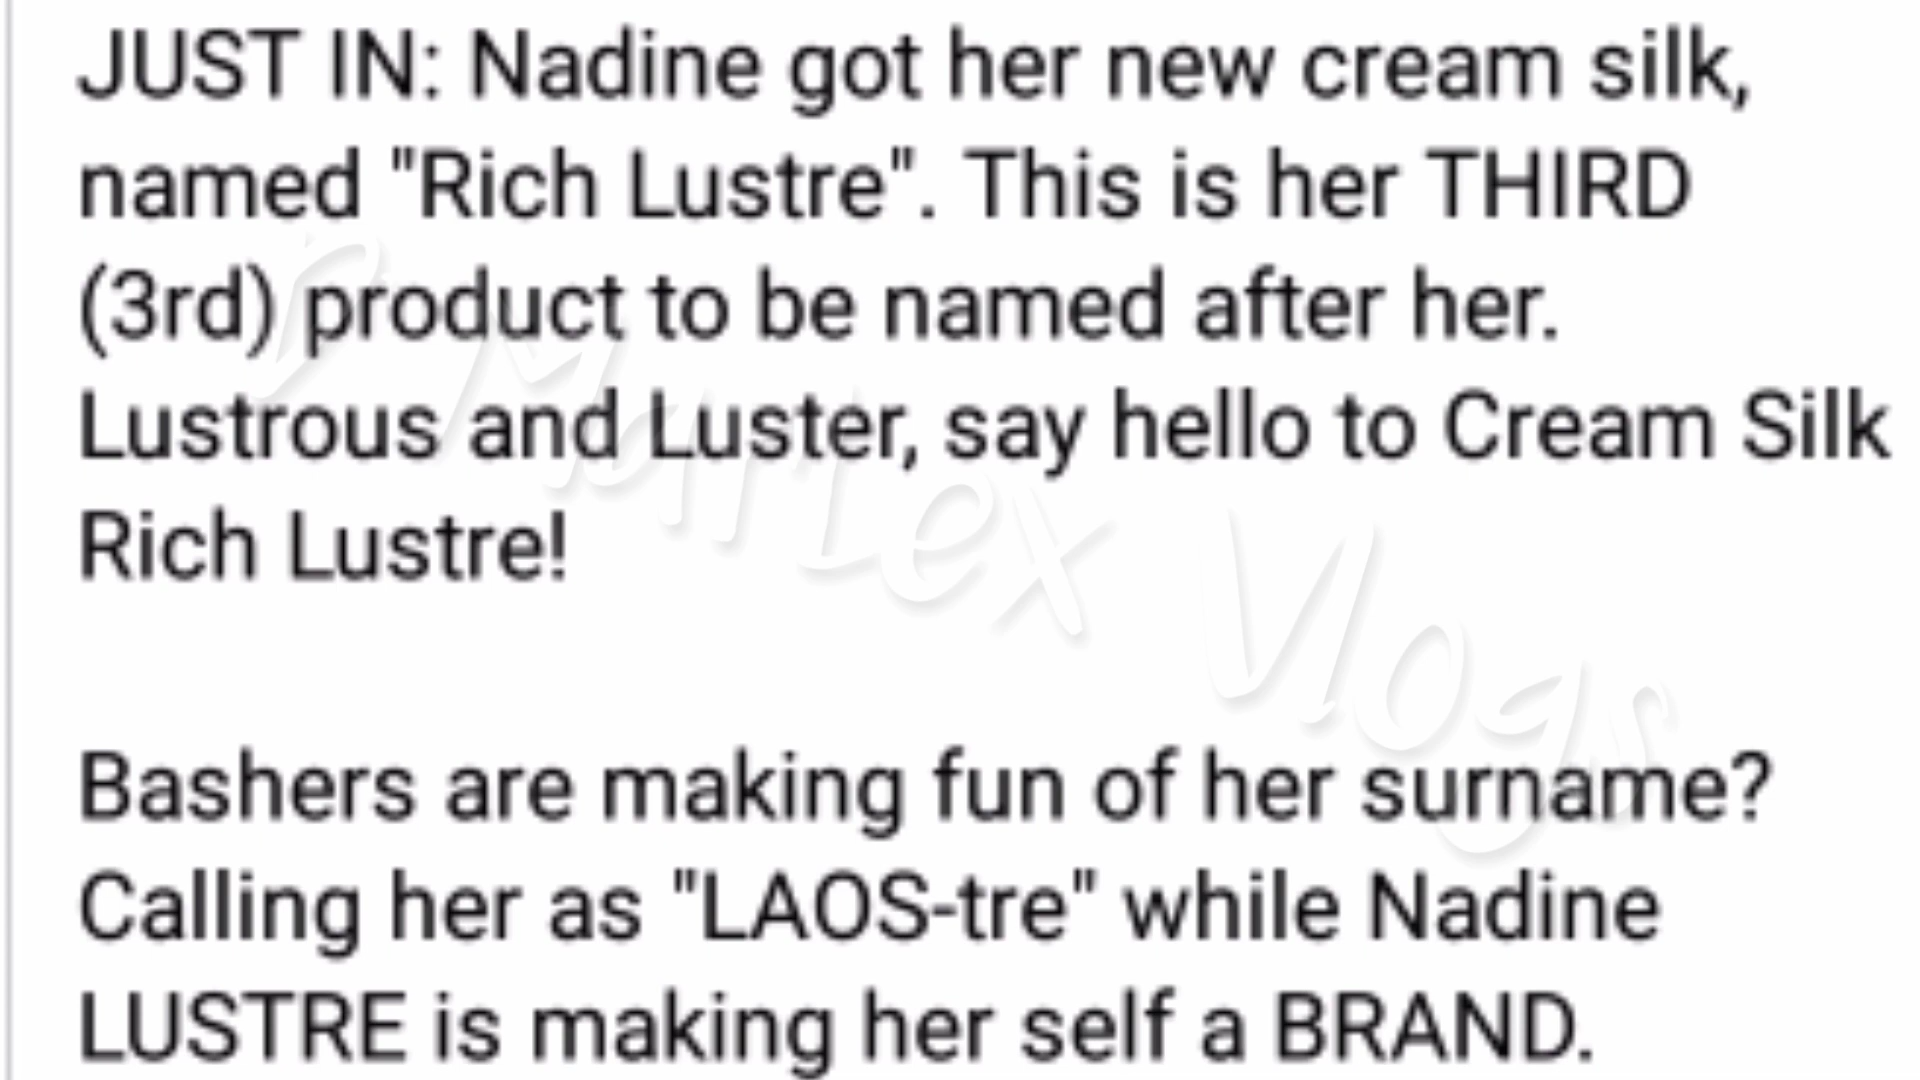 JUST IN: Nadine got her new cream silk,
named "Rich Lustre". This is her THIRD
(3rd) product to be named after her.
Lustrous and Luster, say hello to Cream Silk
Rich Lustre!
Bashers are making fun of her surname?
Calling her as "LAOS-tre" while Nadine
LUSTRE is making her self a BRAND.
Martex Vlogs